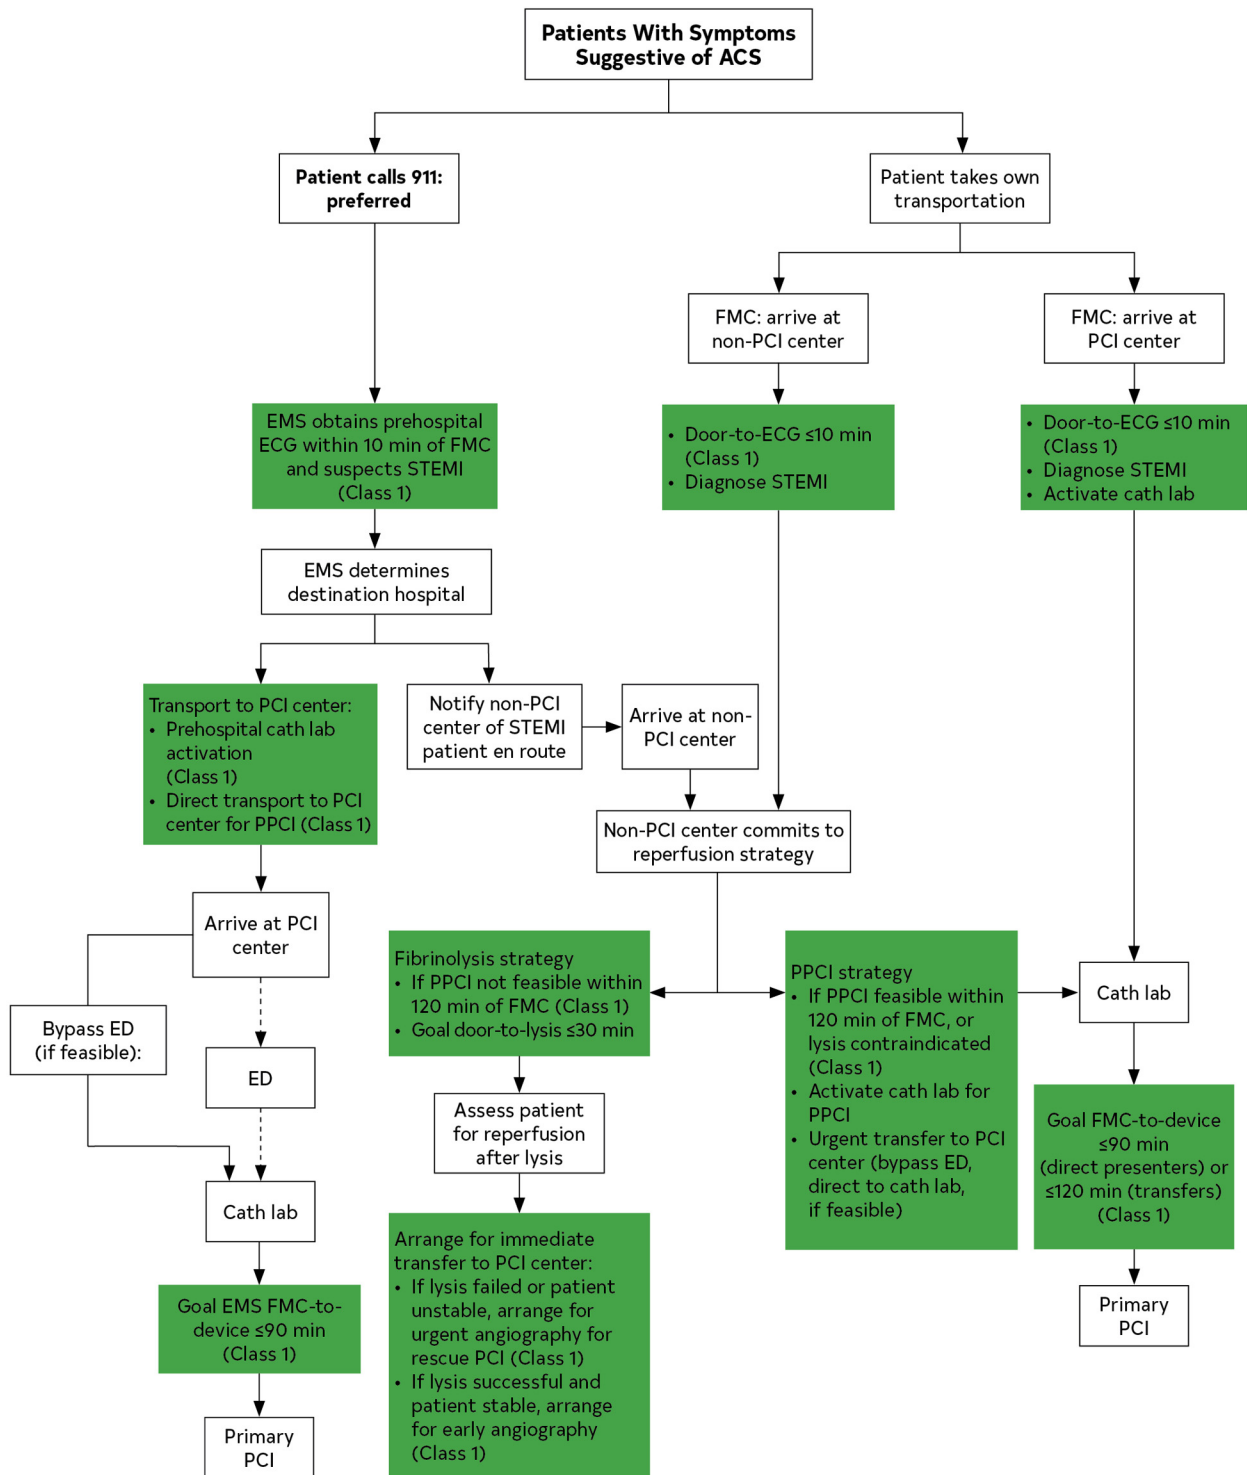 Patients With Symptoms
Suggestive of ACS
Patient calls 911:
preferred
Patient takes own
transportation
FMC: arrive at
non-PCI center
FMC: arrive at
PCI center
EMS obtains prehospital
ECG within 10 min of FMC
and suspects STEMI
(Class 1)
• Door-to-ECG ≤10 min
(Class 1)
• Diagnose STEMI
• Door-to-ECG ≤10 min
(Class 1)
• Diagnose STEMI
• Activate cath lab
EMS determines
destination hospital
Transport to PCI center:
• Prehospital cath lab
activation
(Class 1)
• Direct transport to PCI
center for PPCI (Class 1)
Notify non-PCI
center of STEMI
patient en route
Arrive at non-
PCI center
Non-PCI center commits to
reperfusion strategy
Arrive at PCI
center
Bypass ED
(if feasible):
ED
Cath lab
Goal EMS FMC-to-
device ≤90 min
(Class 1)
Primary
PCI
Fibrinolysis strategy
• If PPCI not feasible within
120 min of FMC (Class 1)
• Goal door-to-lysis ≤30 min
Assess patient
for reperfusion
after lysis
Arrange for immediate
transfer to PCI center:
• If lysis failed or patient
unstable, arrange for
urgent angiography for
rescue PCI (Class 1)
• If lysis successful and
patient stable, arrange
for early angiography
(Class 1)
PPCI strategy
• If PPCI feasible within
120 min of FMC, or
lysis contraindicated
(Class 1)
• Activate cath lab for
PPCI
• Urgent transfer to PCI
center (bypass ED,
direct to cath lab,
if feasible)
Cath lab
Goal FMC-to-device
≤90 min
(direct presenters) or
≤120 min (transfers)
(Class 1)
Primary
PCI